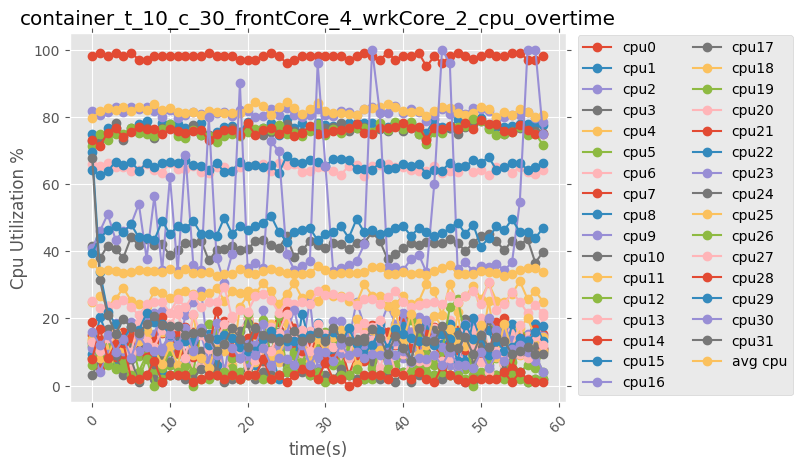 container_t_10_c_30_frontCore_4_wrkCore_2_cpu_overtime
100
80
60
40
20
0
Cpu Utilization %
0
10
20
30
40
50
60
time(s)
cpu0
cpu1
cpu2
cpu3
cpu4
cpu5
cpu6
cpu7
cpu8
cpu9
cpu10
cpu11
cpu12
cpu13
cpu14
cpu15
cpu16
cpu17
cpu18
cpu19
cpu20
cpu21
cpu22
cpu23
cpu24
cpu25
cpu26
cpu27
cpu28
cpu29
cpu30
cpu31
avg cpu